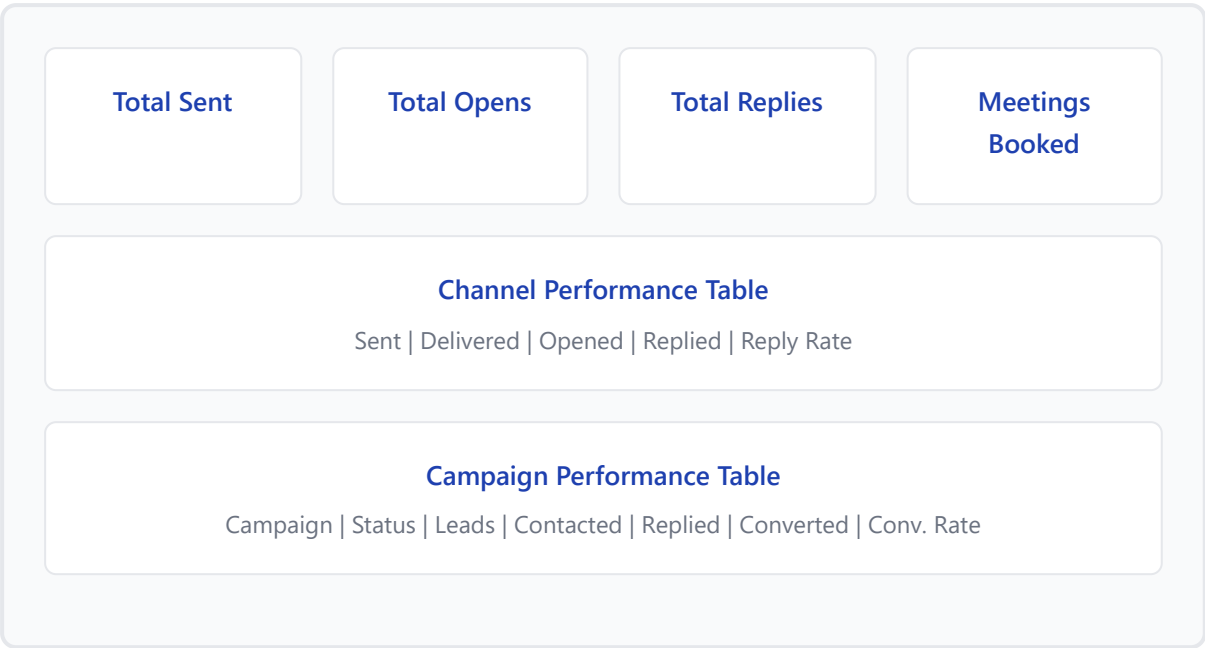 Total Sent
Total Opens
Total Replies
Meetings
Booked
Channel Performance Table
Sent | Delivered | Opened | Replied | Reply Rate
Campaign Performance Table
Campaign | Status | Leads | Contacted | Replied | Converted | Conv. Rate